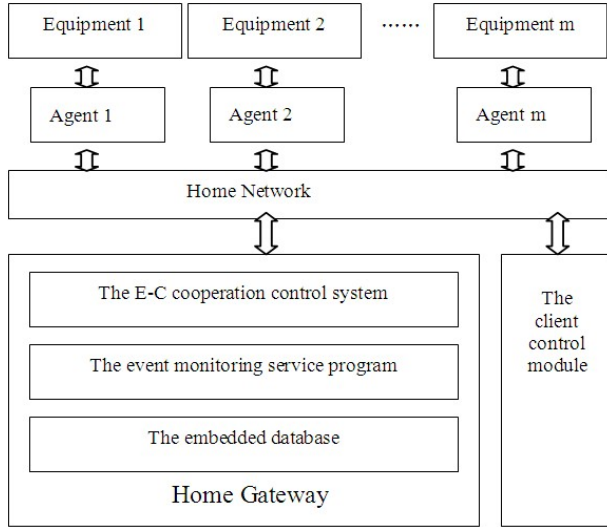 Equipment 1 Equipment 2 ...... Equipment m
Agent 1 Agent 2 Agent m
Home Network
The E-C cooperation control system
The event monitoring service program
The embedded database
Home Gateway
The
client
control
module